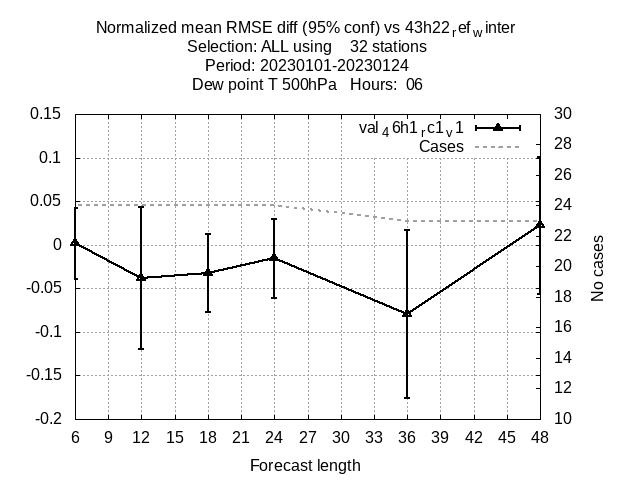 Normalized mean RMSE diff (95% conf) vs 43h22ref winter
Selection: ALL using    32 stations
Period: 20230101-20230124
Dew point T 500hPa   Hours:  06
0.15
0.1
0.05
0
-0.05
-0.1
-0.15
-0.2
30
28
26
24
22
20
18
16
14
12
10
val46h1rc1v1
Cases
No cases
6 9 12 15 18 21 24 27 30 33 36 39 42 45 48
Forecast length